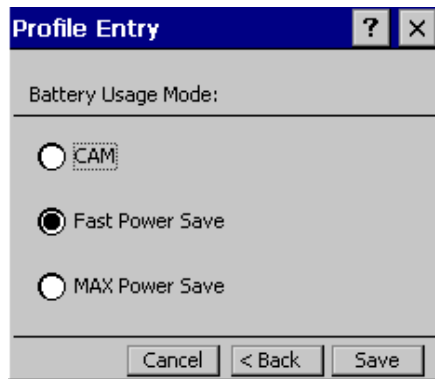 Profile Entry ? ×
Battery Usage Mode:
CAM
Fast Power Save
MAX Power Save
Cancel < Back Save